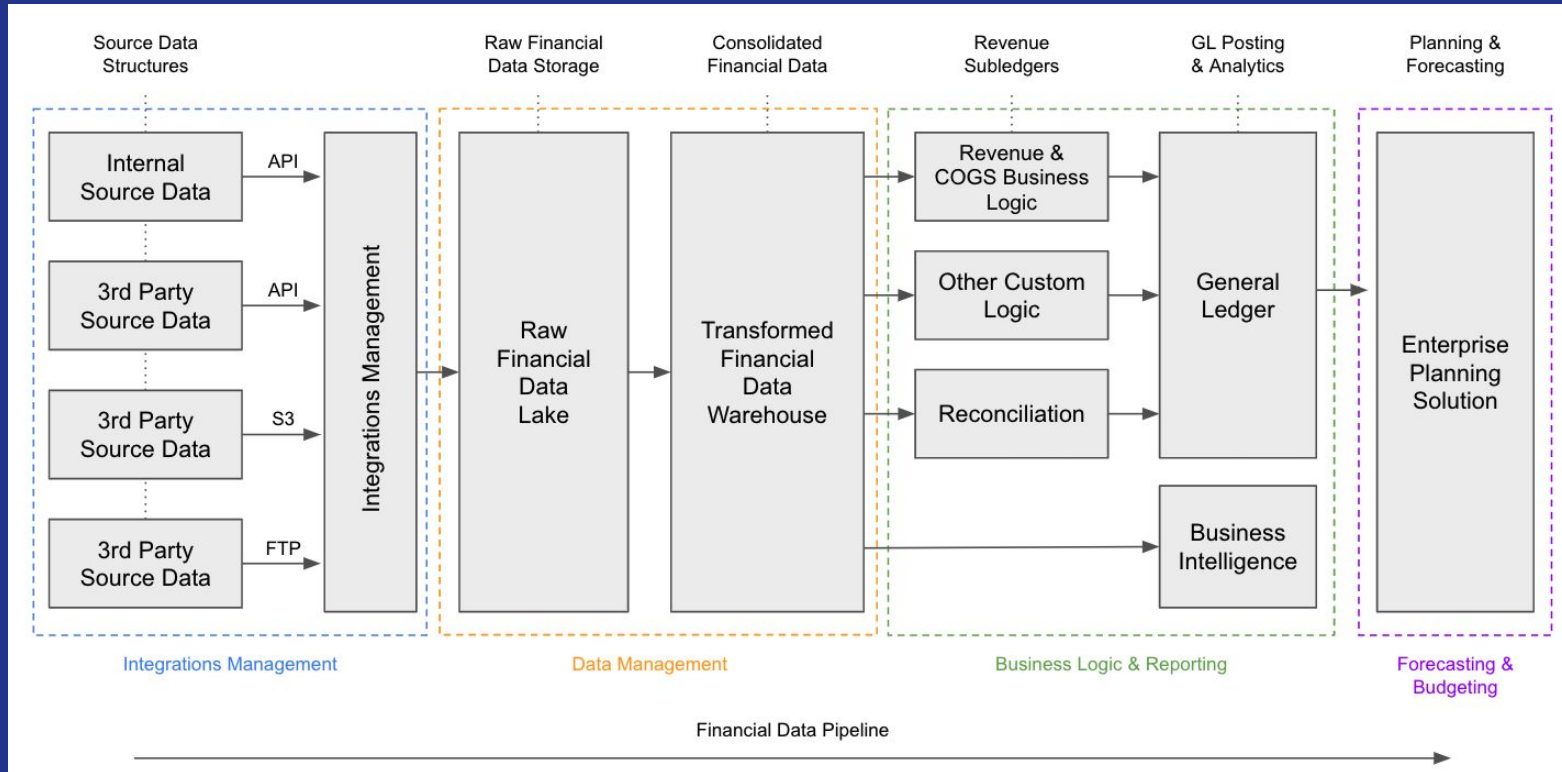 Source Data
Structures
Raw Financial
Data Storage
Consolidated
Financial Data
Revenue
Subledgers
GL Posting
& Analytics
Planning &
Forecasting
Internal
Source Data
API
3rd Party
Source Data
API
3rd Party
Source Data
S3
3rd Party
Source Data
FTP
Integrations Management
Raw
Financial
Data
Lake
Transformed
Financial
Data
Warehouse
Revenue &
COGS Business
Logic
Other Custom
Logic
Reconciliation
General
Ledger
Business
Intelligence
Enterprise
Planning
Solution
Integrations Management
Data Management
Business Logic & Reporting
Forecasting &
Budgeting
Financial Data Pipeline